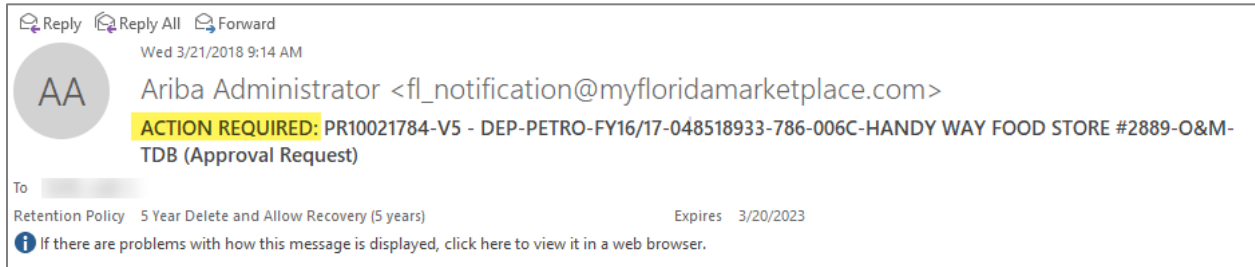 Reply Reply All Forward
Wed 3/21/2018 9:14 AM
AA
Ariba Administrator <fl_notification@myfloridamarketplace.com>
ACTION REQUIRED: PR10021784-V5 - DEP-PETRO-FY16/17-048518933-786-006C-HANDY WAY FOOD STORE #2889-O&M-
TDB (Approval Request)
To
Retention Policy 5 Year Delete and Allow Recovery (5 years) Expires 3/20/2023
If there are problems with how this message is displayed, click here to view it in a web browser.